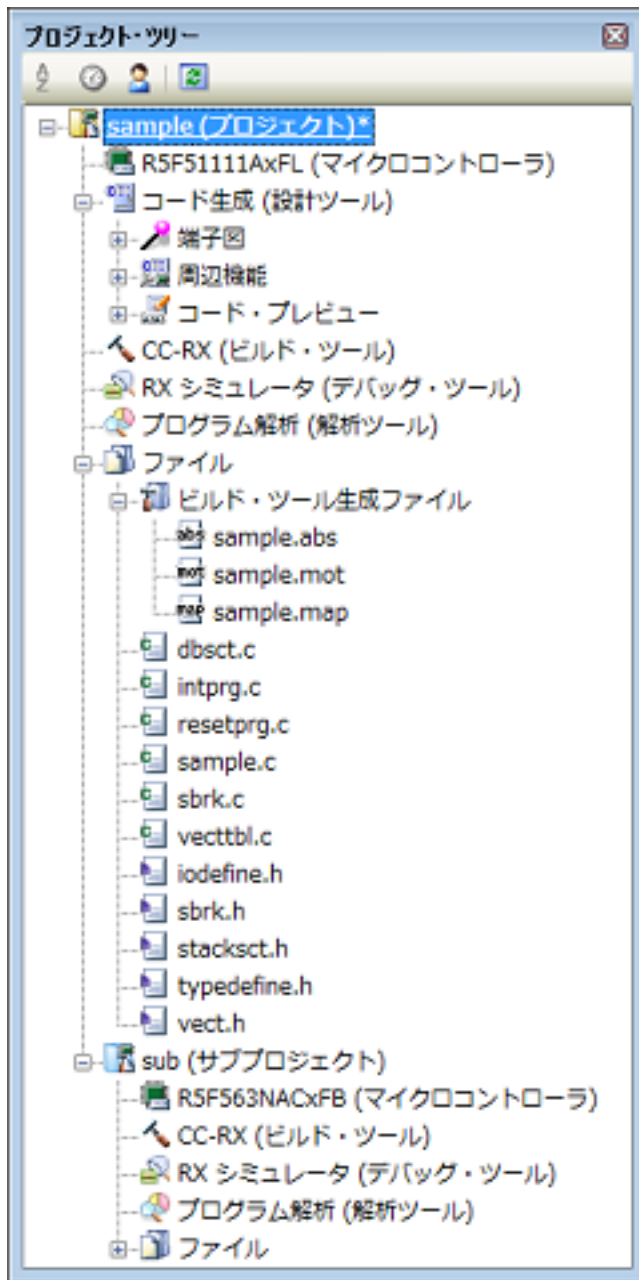 プロジェクト・ツリー
sample (プロジェクト)*
R5F51111AxFL (マイクロコントローラ)
コード生成 (設計ツール)
端子図
周辺機能
コード・プレビュー
CC-RX (ビルド・ツール)
RX シミュレータ (デバッグ・ツール)
プログラム解析 (解析ツール)
ファイル
ビルド・ツール生成ファイル
abs sample.abs
mot sample.mot
map sample.map
dbsct.c
intprg.c
resetprg.c
sample.c
sbrk.c
vecttbl.c
iodefine.h
sbrk.h
stacksct.h
typedefine.h
vect.h
sub (サブプロジェクト)
R5F563NACxFB (マイクロコントローラ)
CC-RX (ビルド・ツール)
RX シミュレータ (デバッグ・ツール)
プログラム解析 (解析ツール)
ファイル